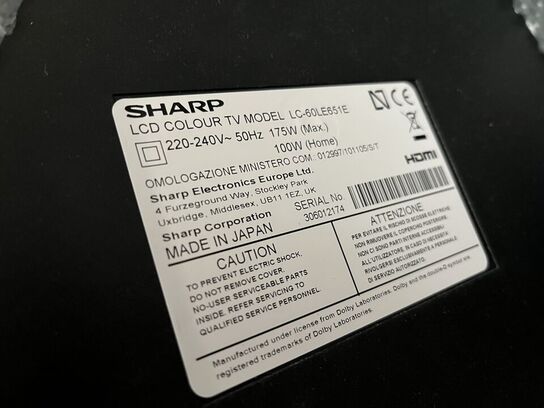 SHARP
LCD COLOUR TV MODEL LC-60LE651E
220-240V~ 50Hz 175W (Max.)
100W (Home)
OMOLOGAZIONE MINISTERO COM: 012997/101105/S/T
Sharp Electronics Europe Ltd.
4 Furzeground Way, Stockley Park
Uxbridge, Middlesex, UB11 1EZ, UK
Sharp Corporation
MADE IN JAPAN
SERIAL No.
306012174
CE
HDMI
CAUTION
TO PREVENT ELECTRIC SHOCK,
DO NOT REMOVE COVER.
NO-USER SERVICEABLE PARTS
INSIDE. REFER SERVICING TO
QUALIFIED SERVICE PERSONNEL.
ATTENZIONE
PER EVITARE IL RISCHIO DI SCOSSE ELETTRICHE
NON RIMUOVERE IL COPERCHIO POSTERIORE.
NON CI SONO PARTI INTERNE ACCESSIBILI
ALL'UTILIZZATORE. IN CASO DI NECESSITÀ
RIVOLGERSI ESCLUSIVAMENTE A PERSONALE
DI SERVIZIO AUTORIZZATO.
Manufactured under license from Dolby Laboratories. Dolby and the double-D symbol are
registered trademarks of Dolby Laboratories.